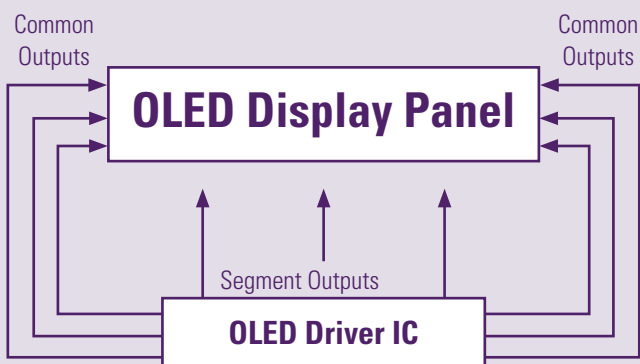 Common
Outputs
Common
Outputs
OLED Display Panel
Segment Outputs
OLED Driver IC